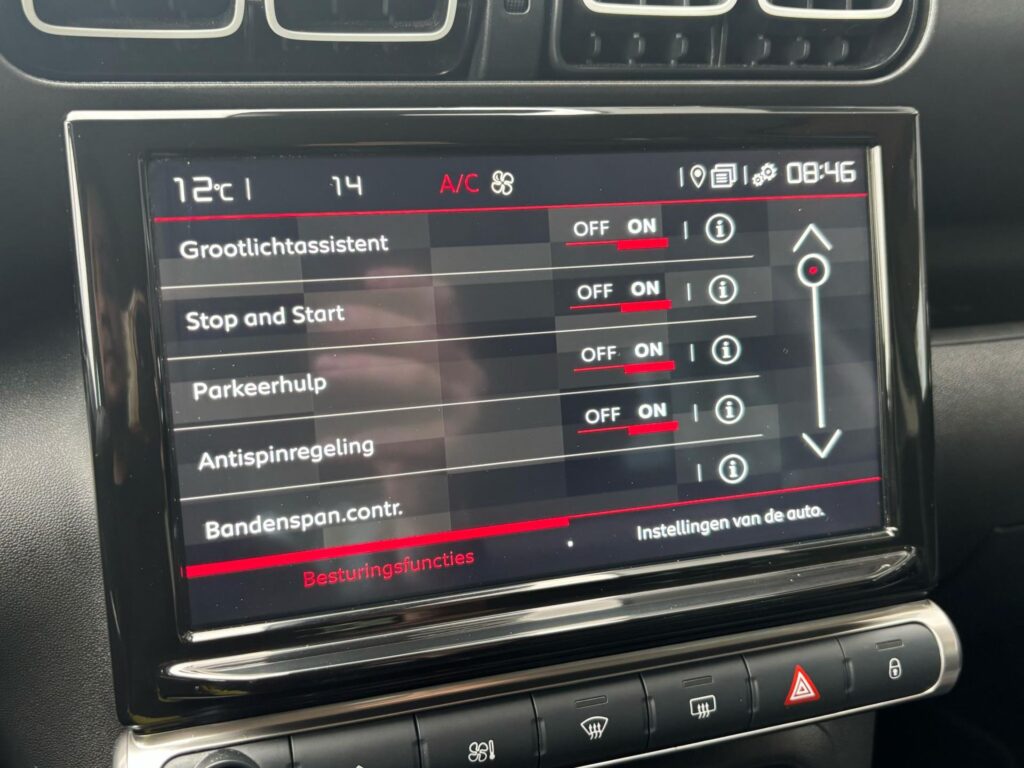 12°C 14 A/C 08:46
Grootlichtassistent OFF ON
Stop and Start OFF ON
Parkeerhulp OFF ON
Antispinregeling OFF ON
Bandenspan.contr.
Besturingsfuncties Instellingen van de auto.